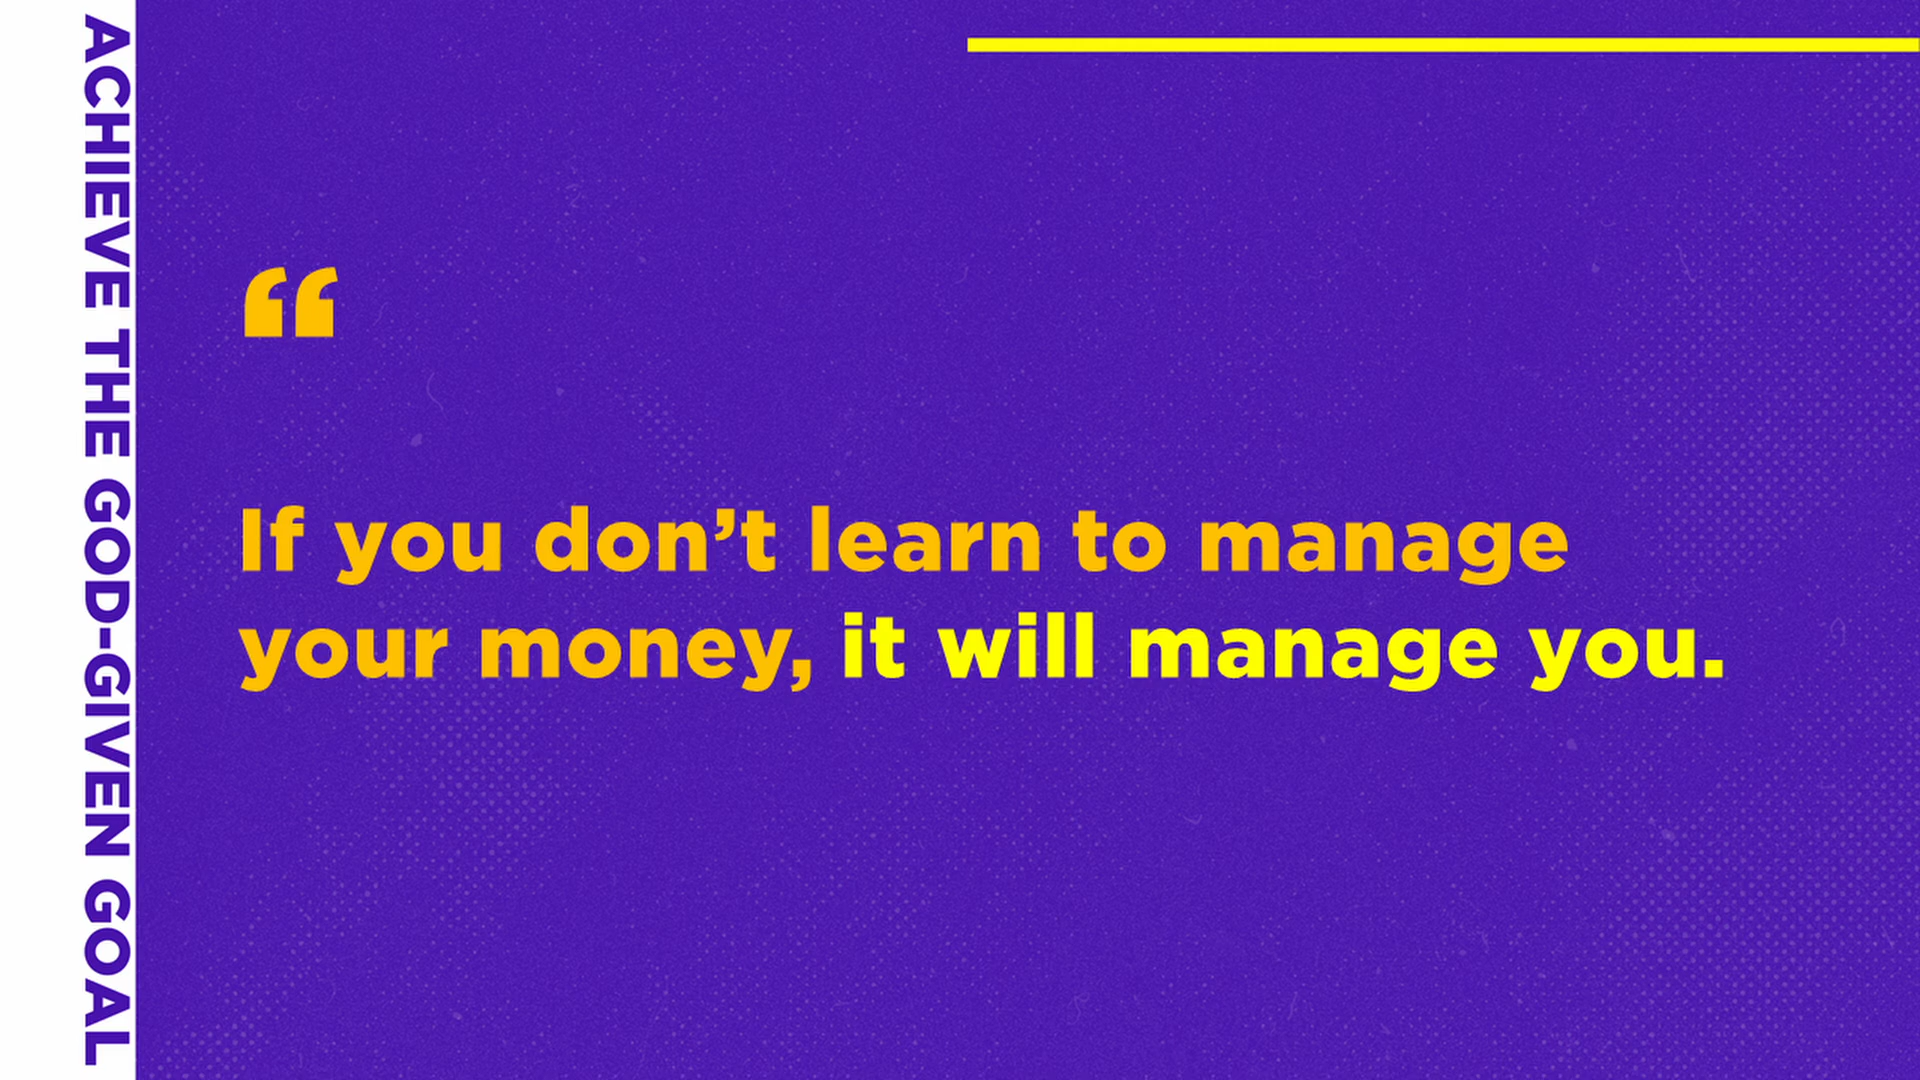 ACHIEVE THE GOD-GIVEN GOAL
“
If you don’t learn to manage
your money, it will manage you.